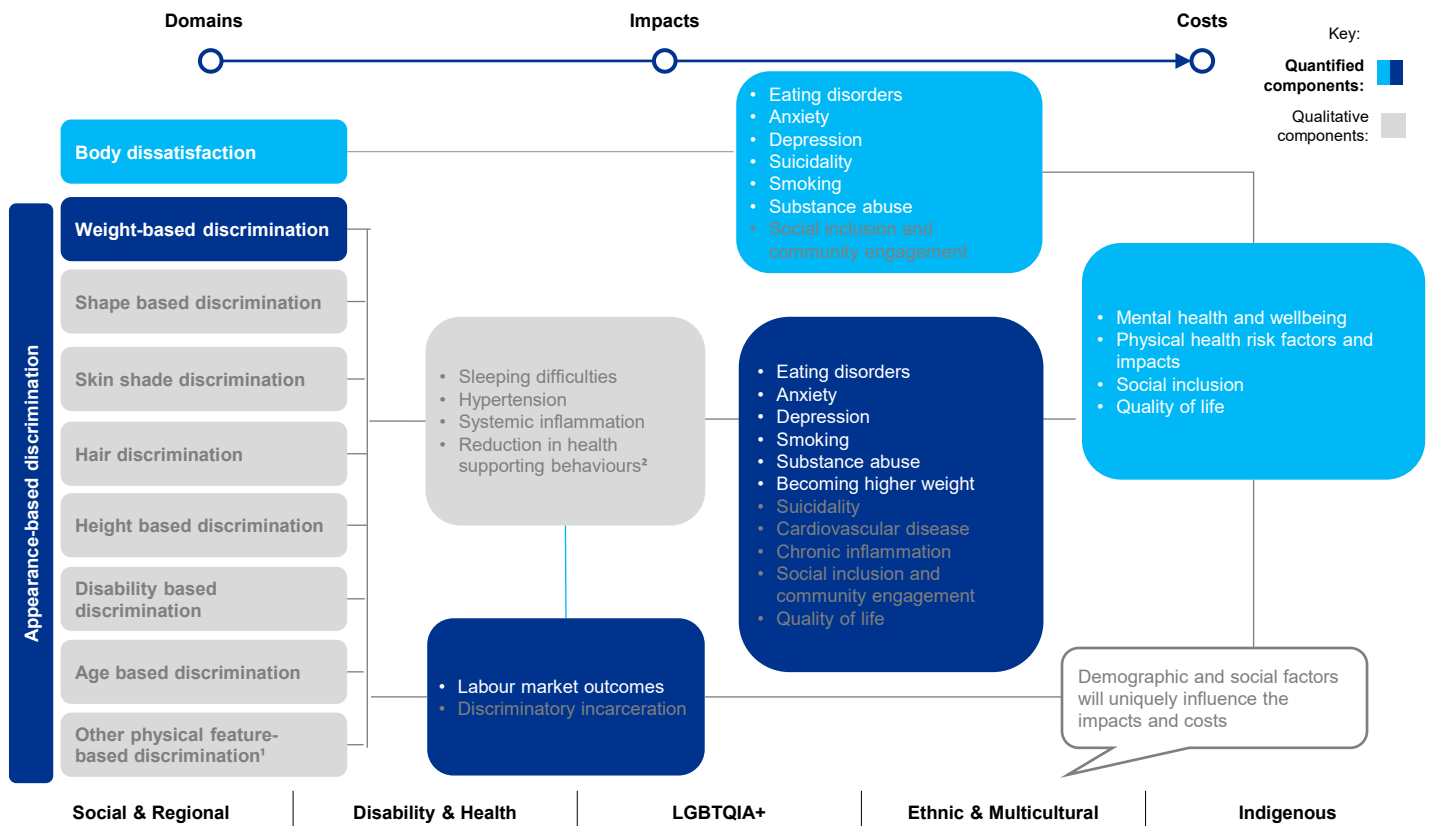 Domains
Impacts
Costs
Key:
Quantified
components:
Qualitative
components:
Body dissatisfaction
• Eating disorders
• Anxiety
• Depression
• Suicidality
• Smoking
• Substance abuse
• Social inclusion and
community engagement
Appearance-based discrimination
Weight-based discrimination
Shape based discrimination
Skin shade discrimination
Hair discrimination
Height based discrimination
Disability based
discrimination
Age based discrimination
Other physical feature-
based discrimination¹
• Sleeping difficulties
• Hypertension
• Systemic inflammation
• Reduction in health
supporting behaviours²
• Labour market outcomes
• Discriminatory incarceration
• Eating disorders
• Anxiety
• Depression
• Smoking
• Substance abuse
• Becoming higher weight
• Suicidality
• Cardiovascular disease
• Chronic inflammation
• Social inclusion and
community engagement
• Quality of life
• Mental health and wellbeing
• Physical health risk factors and
impacts
• Social inclusion
• Quality of life
Demographic and social factors
will uniquely influence the
impacts and costs
Social & Regional
Disability & Health
LGBTQIA+
Ethnic & Multicultural
Indigenous